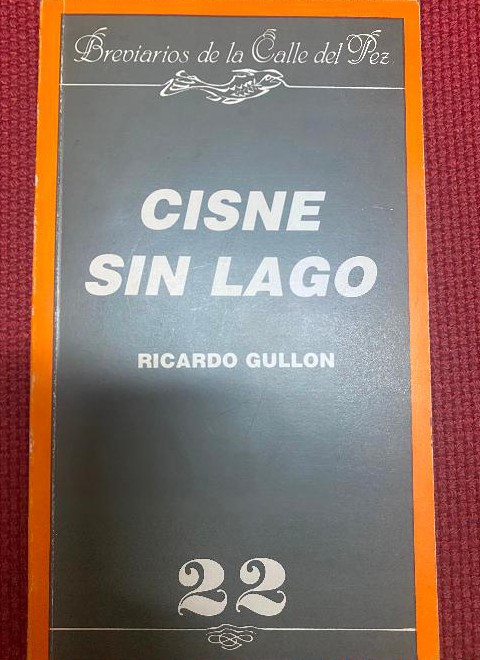 Breviarios de la Calle del Pez
CISNE
SIN LAGO
RICARDO GULLON
22